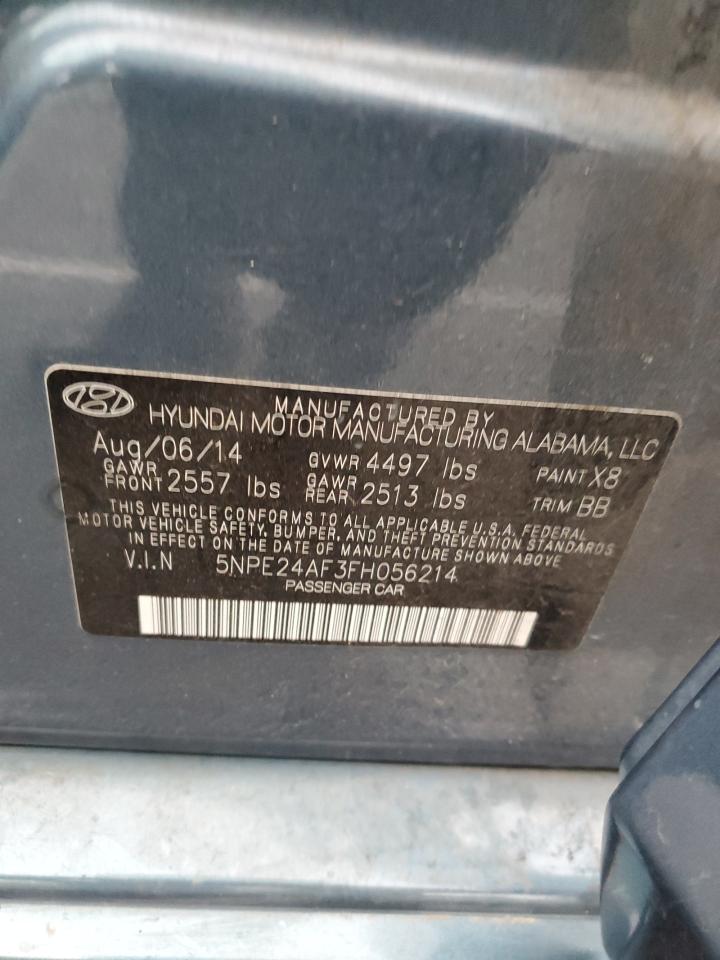 MANUFACTURED BY
HYUNDAI MOTOR MANUFACTURING ALABAMA, LLC
Aug/06/14 GVWR 4497 lbs PAINT X8
GAWR FRONT 2557 lbs GAWR REAR 2513 lbs TRIM BB
THIS VEHICLE CONFORMS TO ALL APPLICABLE U.S.A. FEDERAL
MOTOR VEHICLE SAFETY, BUMPER, AND THEFT PREVENTION STANDARDS
IN EFFECT ON THE DATE OF MANUFACTURE SHOWN ABOVE
V.I.N 5NPE24AF3FH056214
PASSENGER CAR